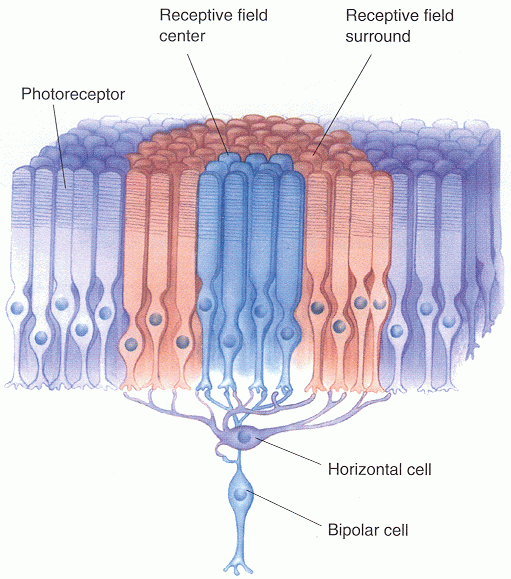 Receptive field
center
Receptive field
surround
Photoreceptor
Horizontal cell
Bipolar cell